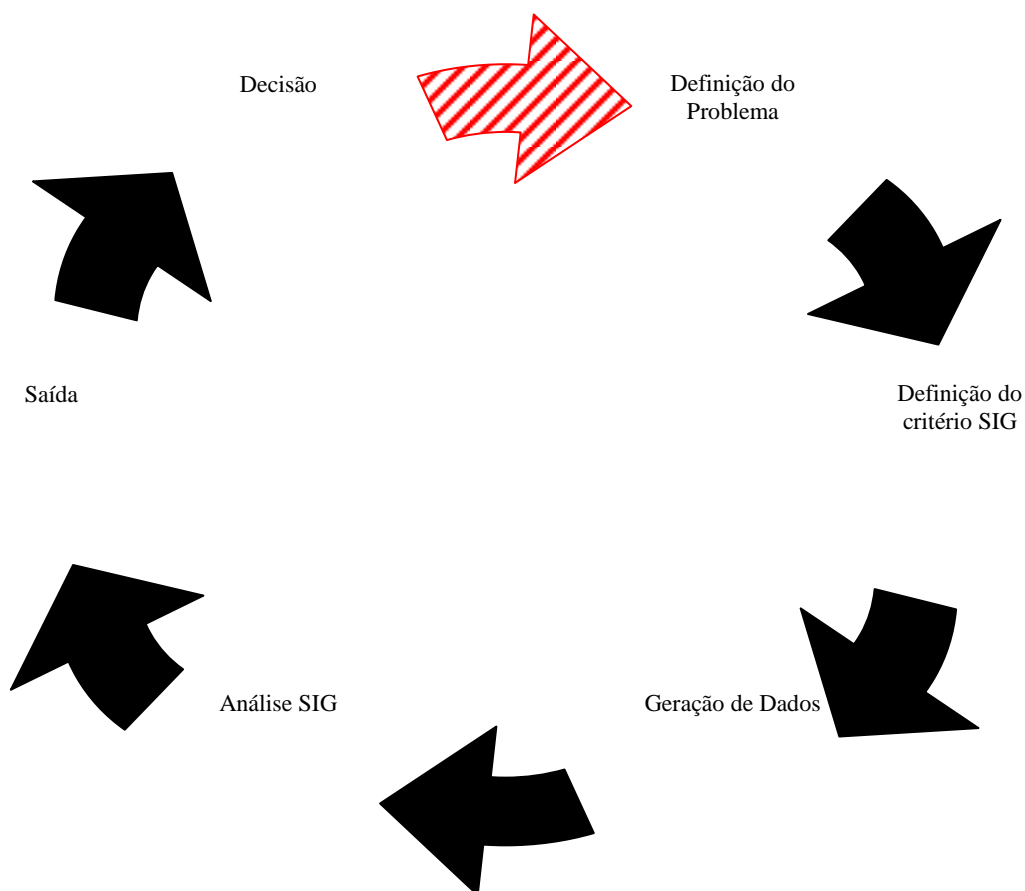 Decisão
Definição do
Problema
Saída
Definição do
critério SIG
Análise SIG
Geração de Dados